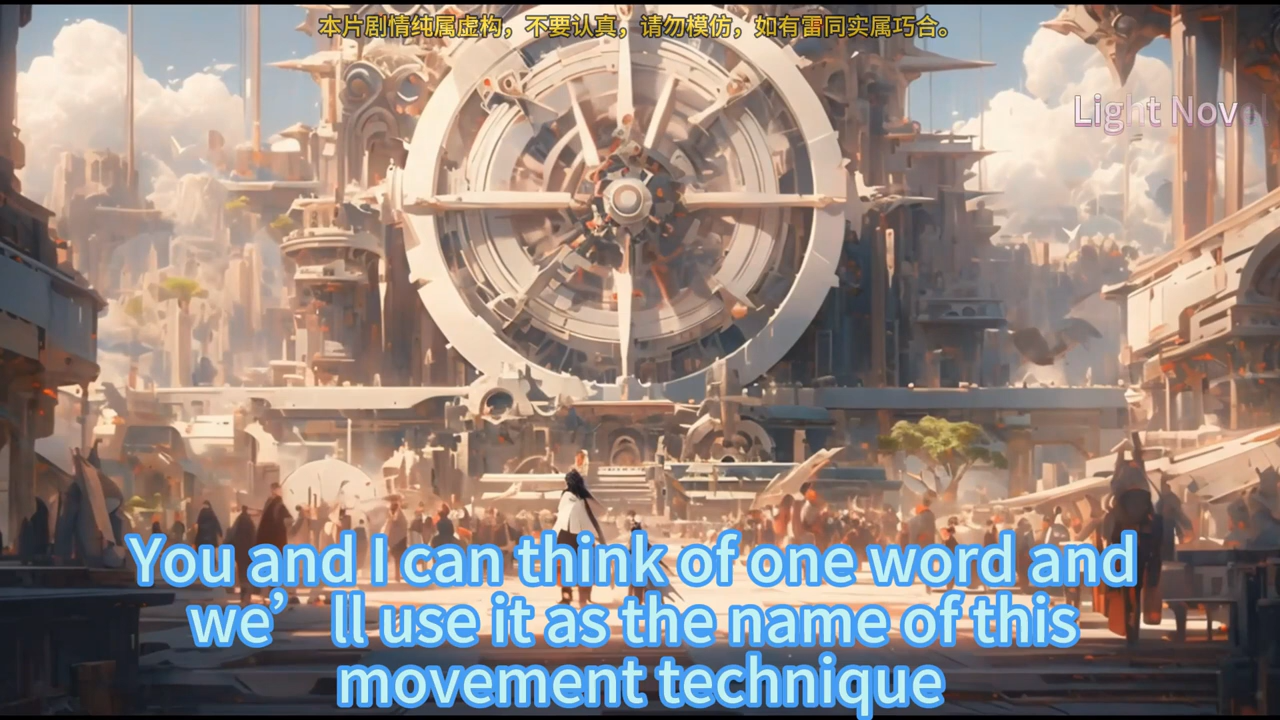 本片剧情纯属虚构，不要认真，请勿模仿，如有雷同实属巧合。
Light Novel
You and I can think of one word and
we’ ll use it as the name of this
movement technique